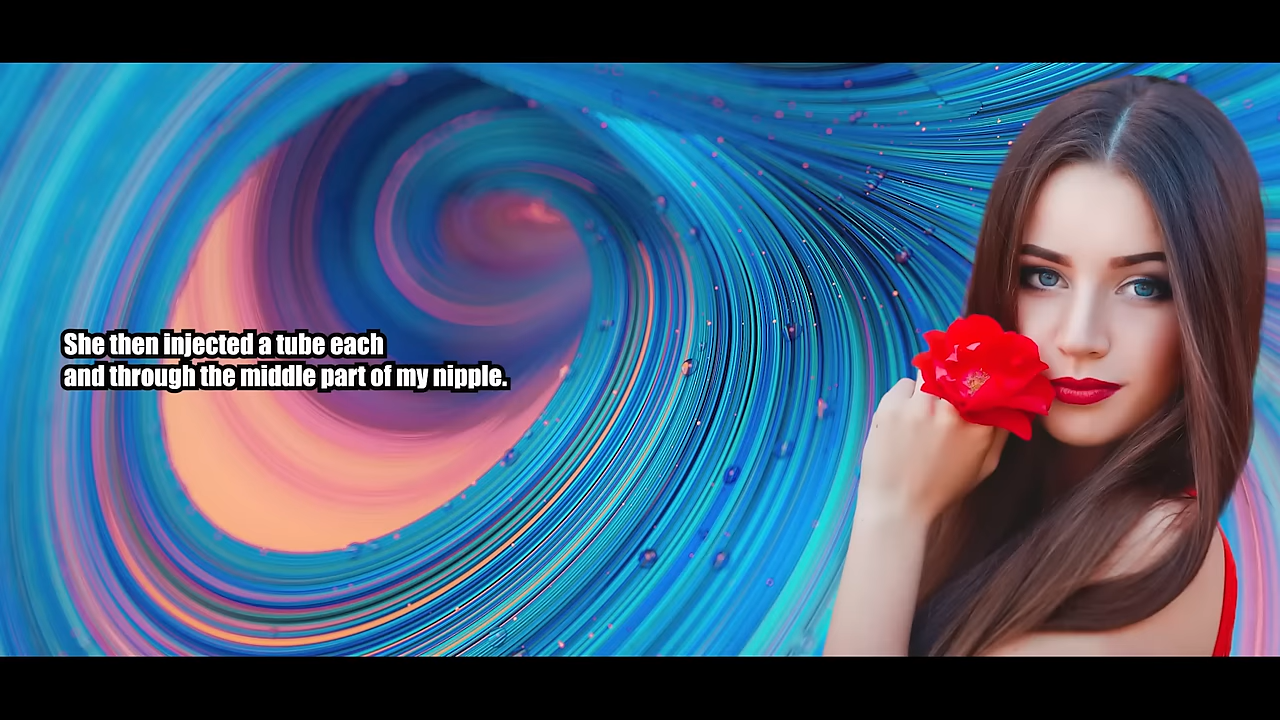 She then injected a tube each
and through the middle part of my nipple.